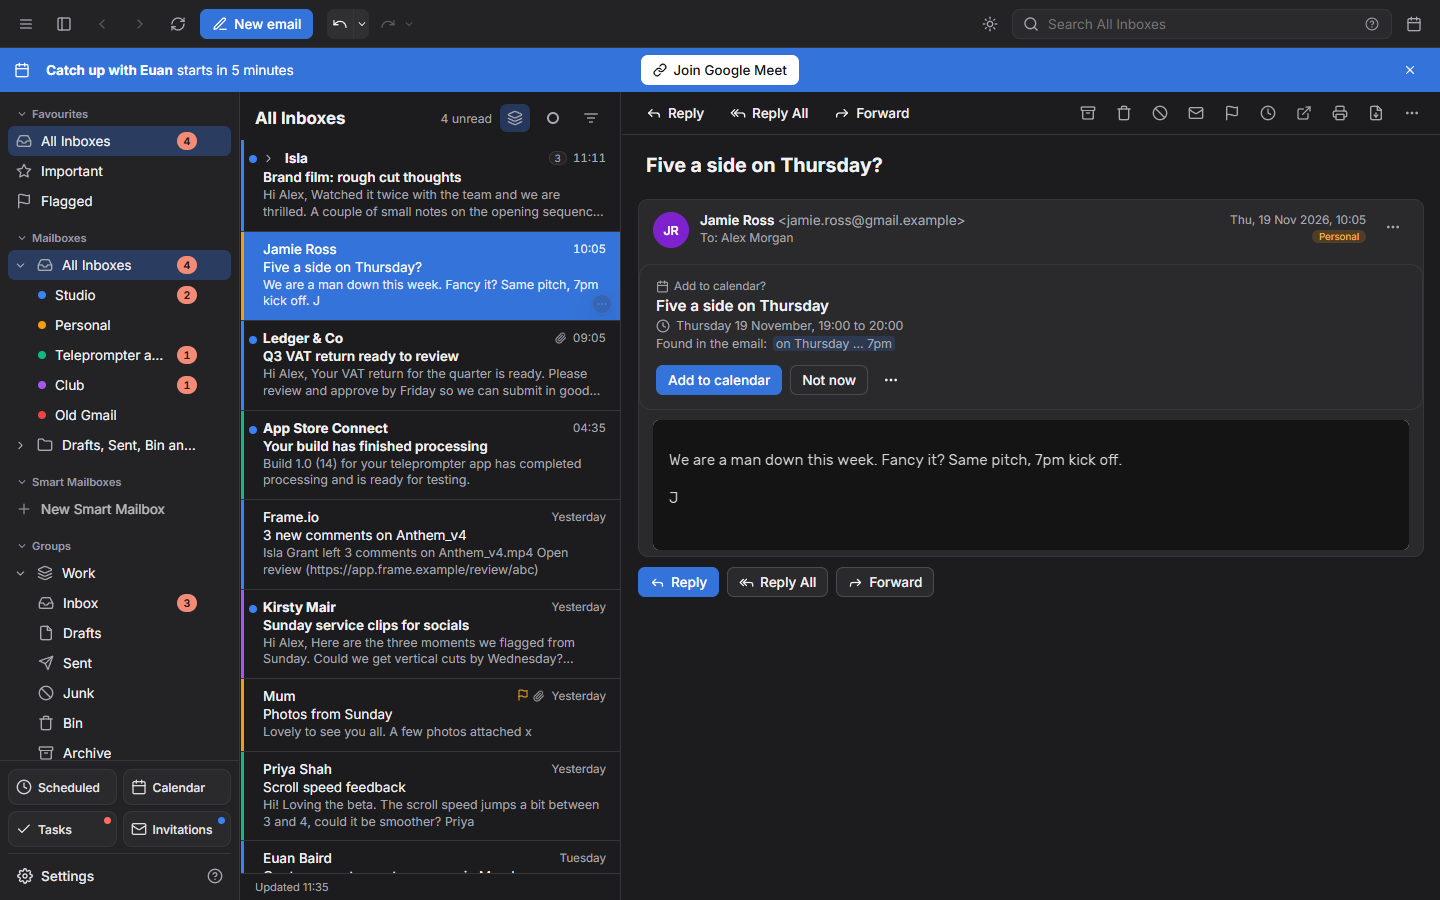 New email
Search All Inboxes
Catch up with Euan starts in 5 minutes
Join Google Meet
Favourites
All Inboxes 4
Important
Flagged
Mailboxes
All Inboxes 4
Studio 2
Personal
Teleprompter a... 1
Club 1
Old Gmail
Drafts, Sent, Bin an...
Smart Mailboxes
New Smart Mailbox
Groups
Work
Inbox 3
Drafts
Sent
Junk
Bin
Archive
Scheduled
Calendar
Tasks
Invitations
Settings
All Inboxes 4 unread
Isla 3 11:11
Brand film: rough cut thoughts
Hi Alex, Watched it twice with the team and we are
thrilled. A couple of small notes on the opening sequenc...
Jamie Ross 10:05
Five a side on Thursday?
We are a man down this week. Fancy it? Same pitch, 7pm
kick off. J
Ledger & Co 09:05
Q3 VAT return ready to review
Hi Alex, Your VAT return for the quarter is ready. Please
review and approve by Friday so we can submit in good...
App Store Connect 04:35
Your build has finished processing
Build 1.0 (14) for your teleprompter app has completed
processing and is ready for testing.
Frame.io Yesterday
3 new comments on Anthem_v4
Isla Grant left 3 comments on Anthem_v4.mp4 Open
review (https://app.frame.example/review/abc)
Kirsty Mair Yesterday
Sunday service clips for socials
Hi Alex, Here are the three moments we flagged from
Sunday. Could we get vertical cuts by Wednesday?...
Mum Yesterday
Photos from Sunday
Lovely to see you all. A few photos attached x
Priya Shah Yesterday
Scroll speed feedback
Hi! Loving the beta. The scroll speed jumps a bit between
3 and 4, could it be smoother? Priya
Euan Baird Tuesday
Updated 11:35
Reply Reply All Forward
Five a side on Thursday?
JR
Jamie Ross <jamie.ross@gmail.example> Thu, 19 Nov 2026, 10:05
To: Alex Morgan Personal
Add to calendar?
Five a side on Thursday
Thursday 19 November, 19:00 to 20:00
Found in the email: on Thursday ... 7pm
Add to calendar Not now
We are a man down this week. Fancy it? Same pitch, 7pm kick off.
J
Reply Reply All Forward